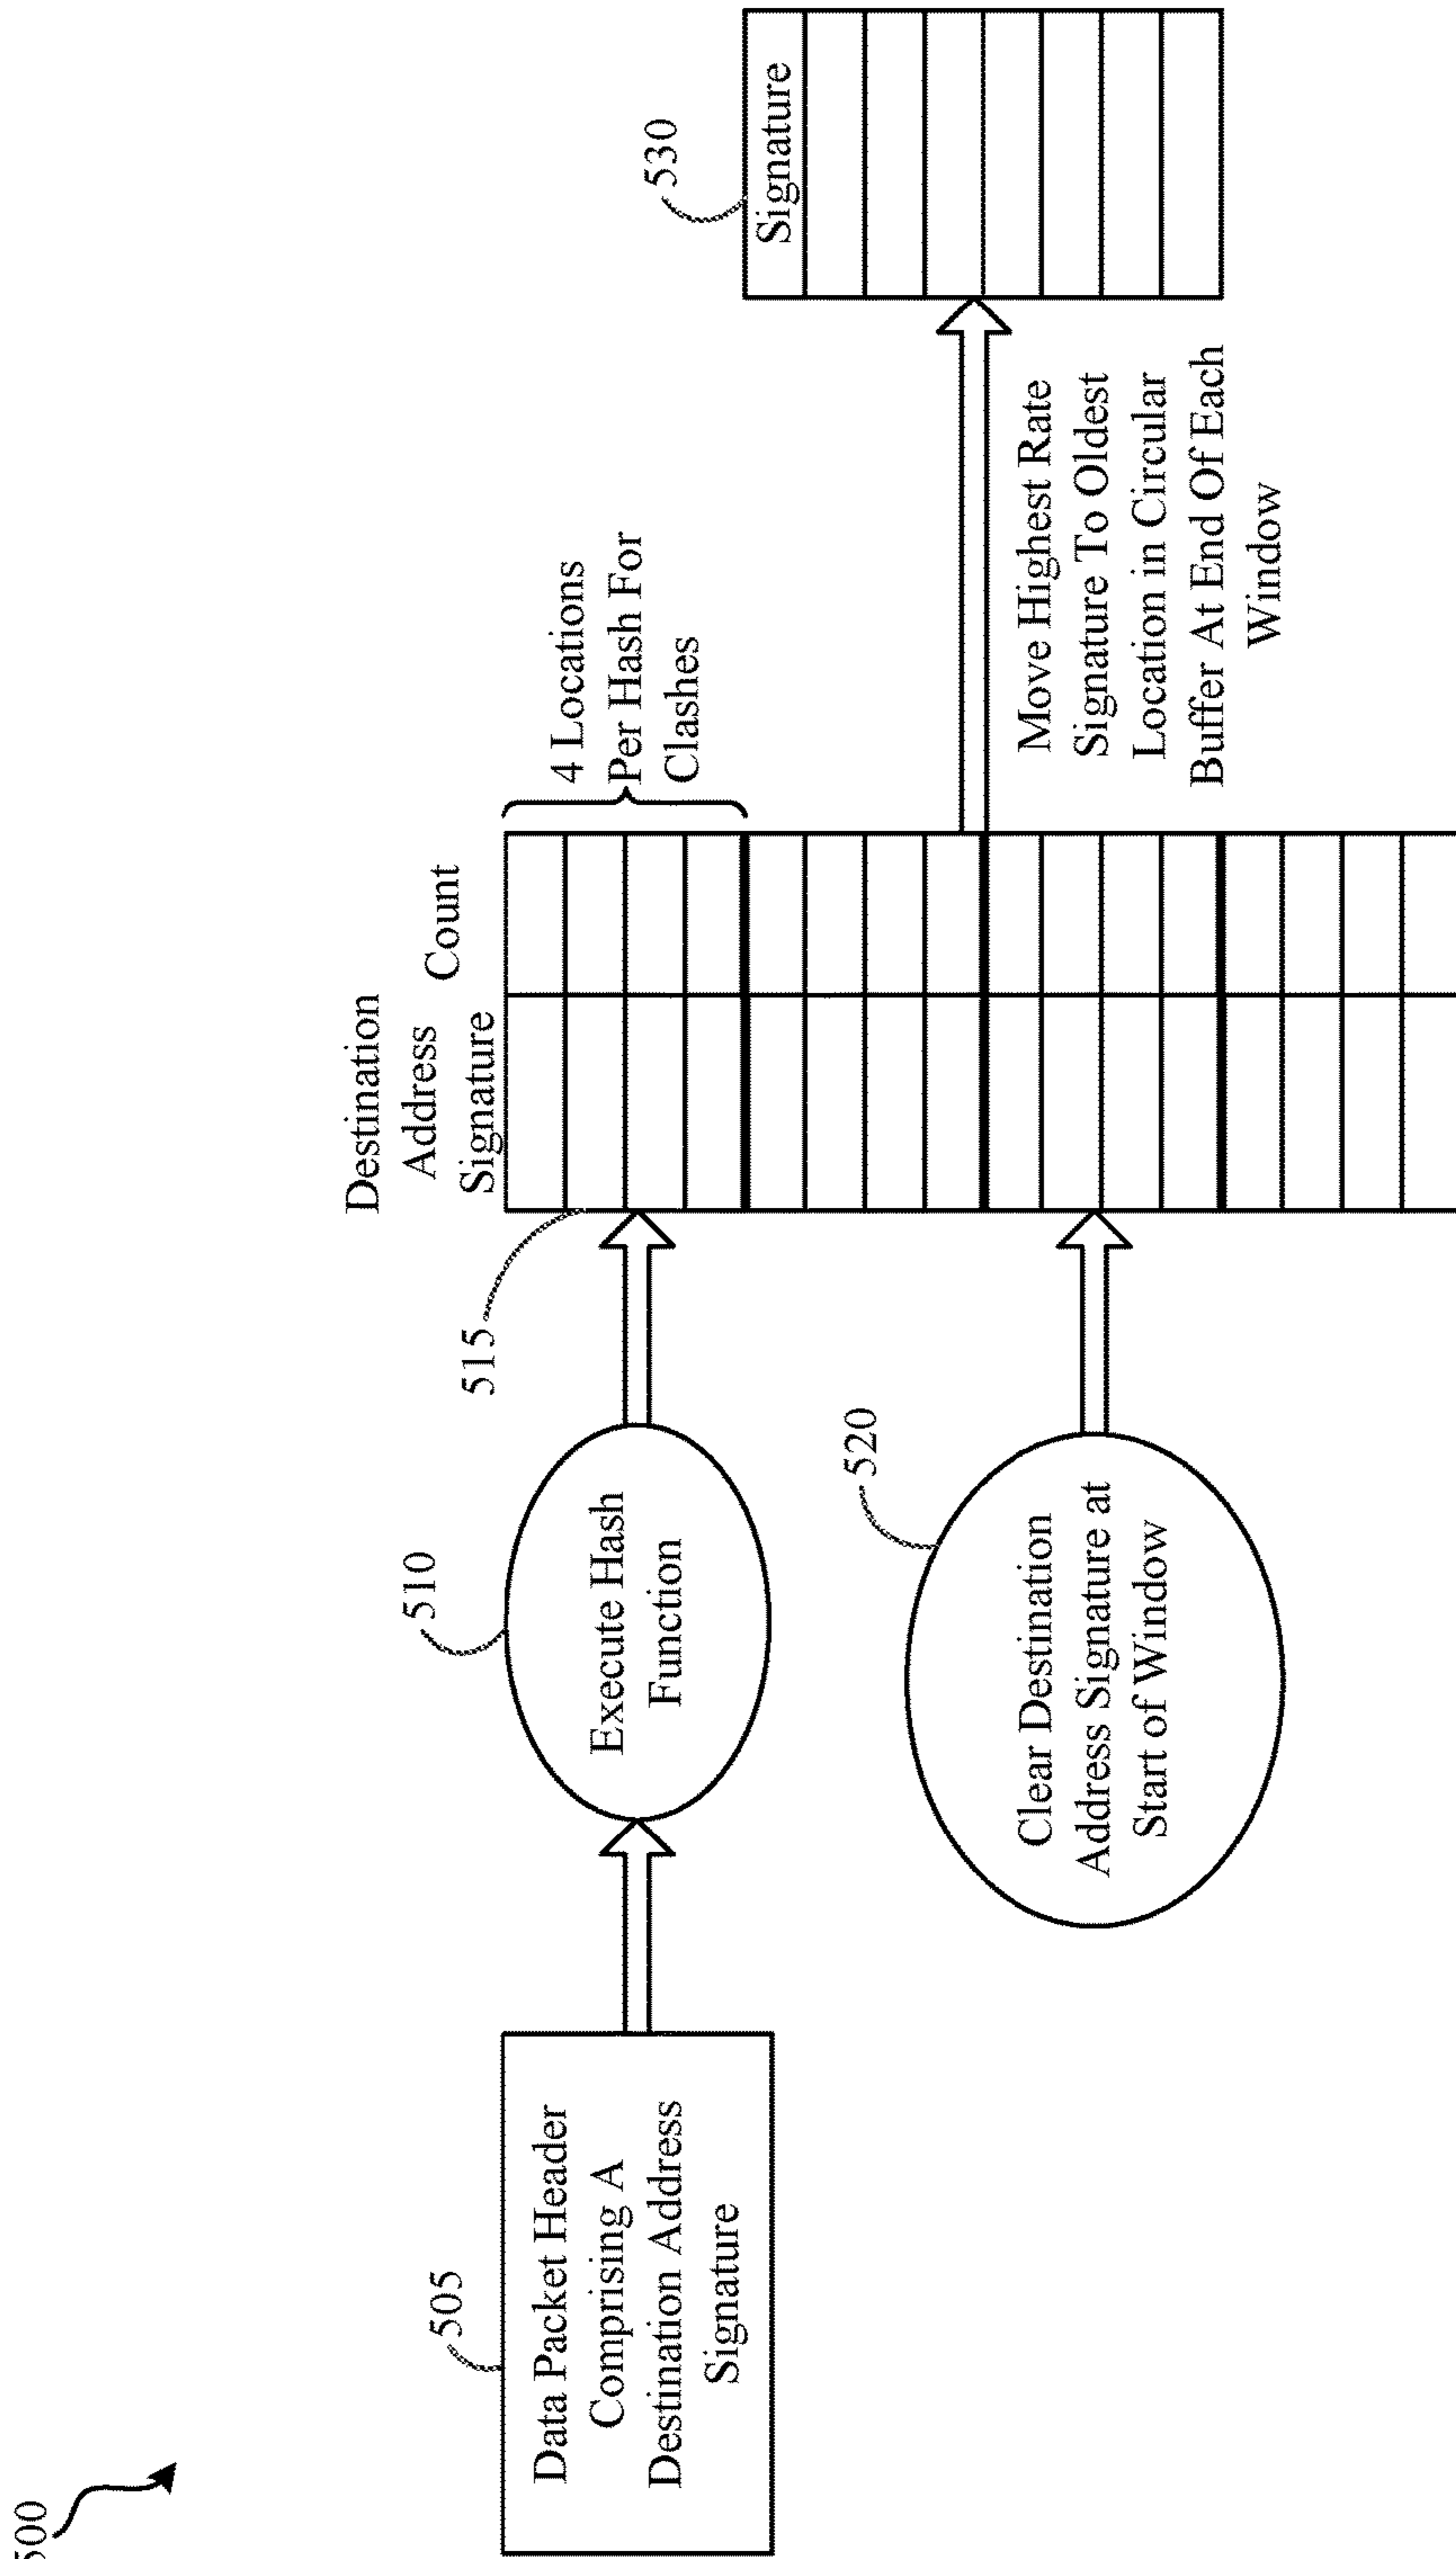 500
505
Data Packet Header
Comprising A
Destination Address
Signature
510
Execute Hash
Function
520
Clear Destination
Address Signature at
Start of Window
515
Destination
Address
Signature
Count
4 Locations
Per Hash For
Clashes
Move Highest Rate
Signature To Oldest
Location in Circular
Buffer At End Of Each
Window
530
Signature